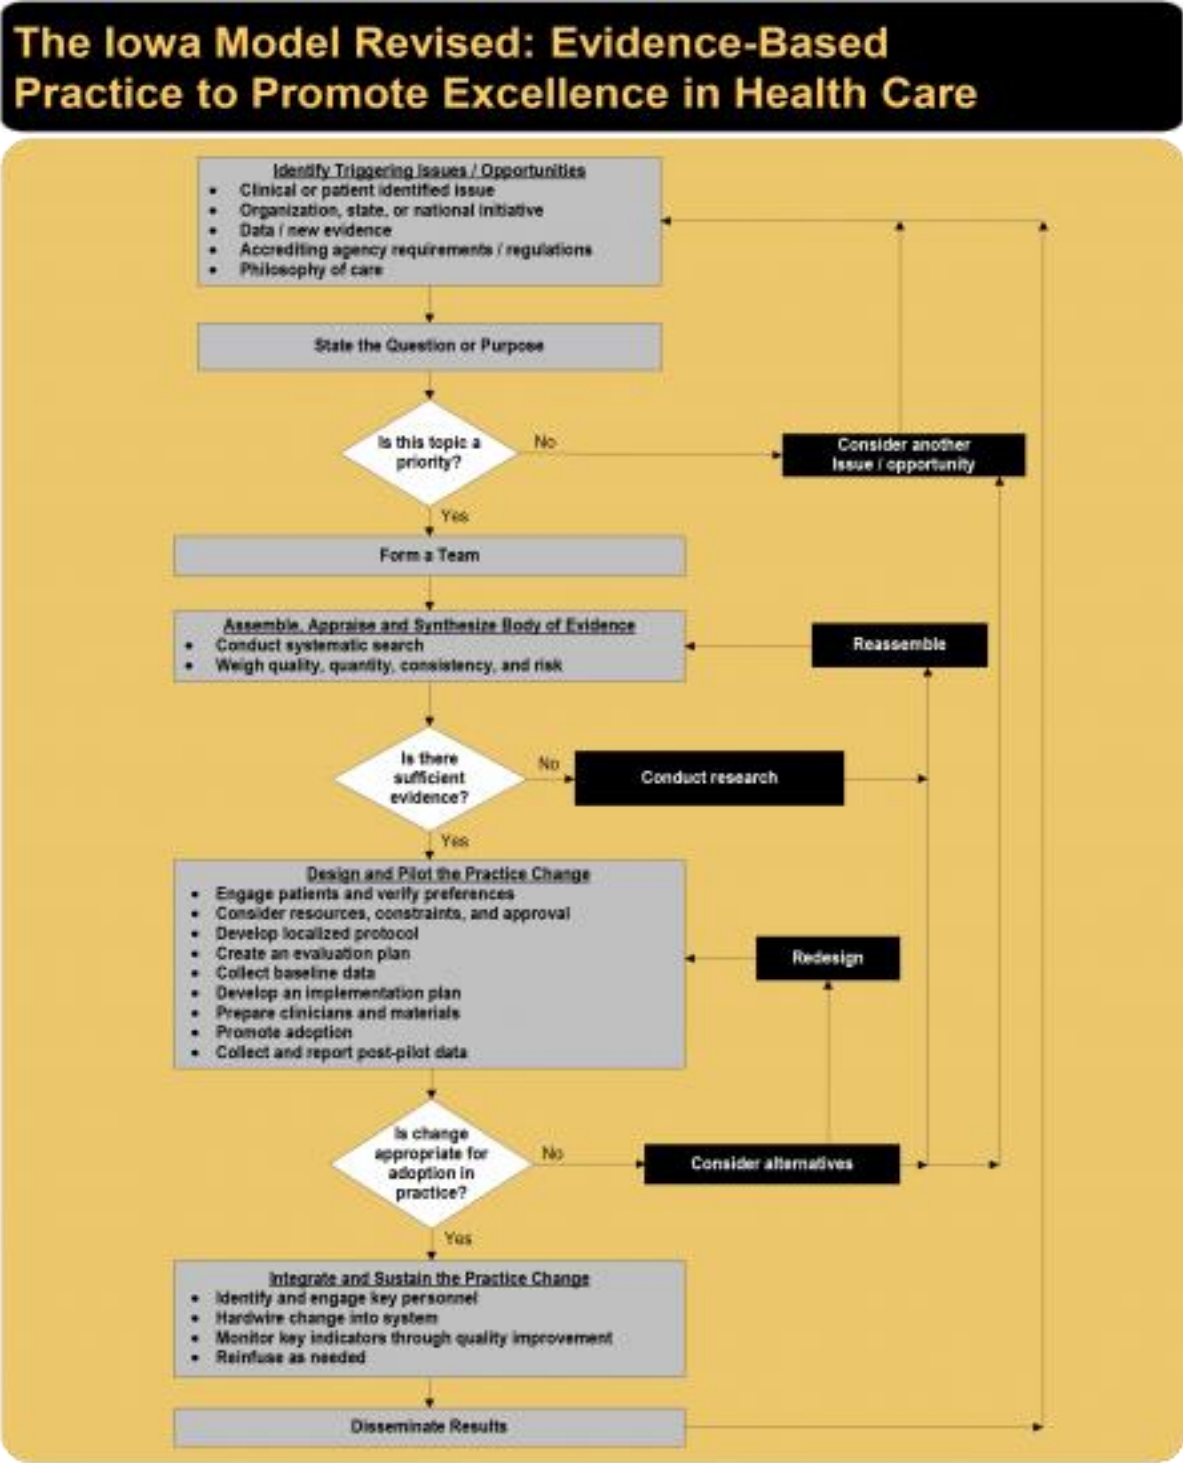 The Iowa Model Revised: Evidence-Based
Practice to Promote Excellence in Health Care
Identify Triggering Issues / Opportunities
• Clinical or patient identified issue
• Organization, state, or national initiative
• Data / new evidence
• Accrediting agency requirements / regulations
• Philosophy of care
State the Question or Purpose
Is this topic a
priority?
No
Consider another
Issue / opportunity
Yes
Form a Team
Assemble, Appraise and Synthesize Body of Evidence
• Conduct systematic search
• Weigh quality, quantity, consistency, and risk
Reassemble
Is there
sufficient
evidence?
No
Conduct research
Yes
Design and Pilot the Practice Change
• Engage patients and verify preferences
• Consider resources, constraints, and approval
• Develop localized protocol
• Create an evaluation plan
• Collect baseline data
• Develop an implementation plan
• Prepare clinicians and materials
• Promote adoption
• Collect and report post-pilot data
Redesign
Is change
appropriate for
adoption in
practice?
No
Consider alternatives
Yes
Integrate and Sustain the Practice Change
• Identify and engage key personnel
• Hardwire change into system
• Monitor key indicators through quality improvement
• Reinfuse as needed
Disseminate Results